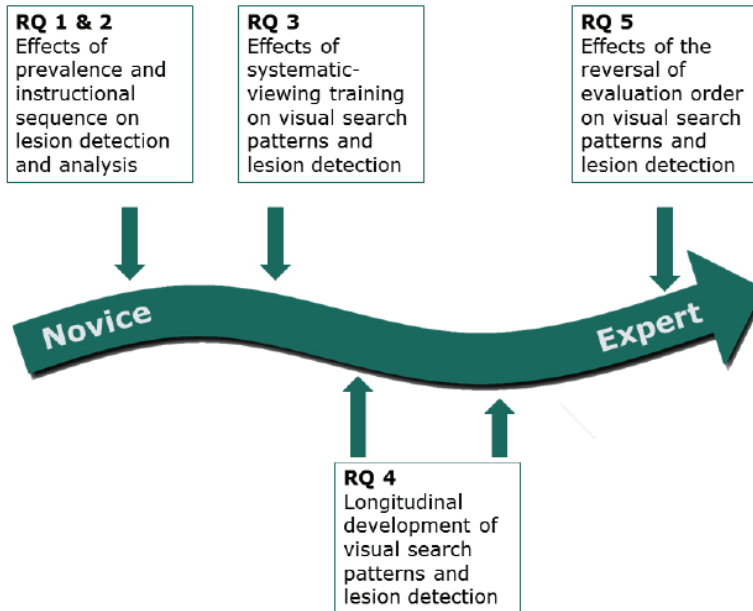 RQ 1 & 2
Effects of
prevalence and
instructional
sequence on
lesion detection
and analysis
RQ 3
Effects of
systematic-
viewing training
on visual search
patterns and
lesion detection
RQ 5
Effects of the
reversal of
evaluation order
on visual search
patterns and
lesion detection
Novice
Expert
RQ 4
Longitudinal
development of
visual search
patterns and
lesion detection